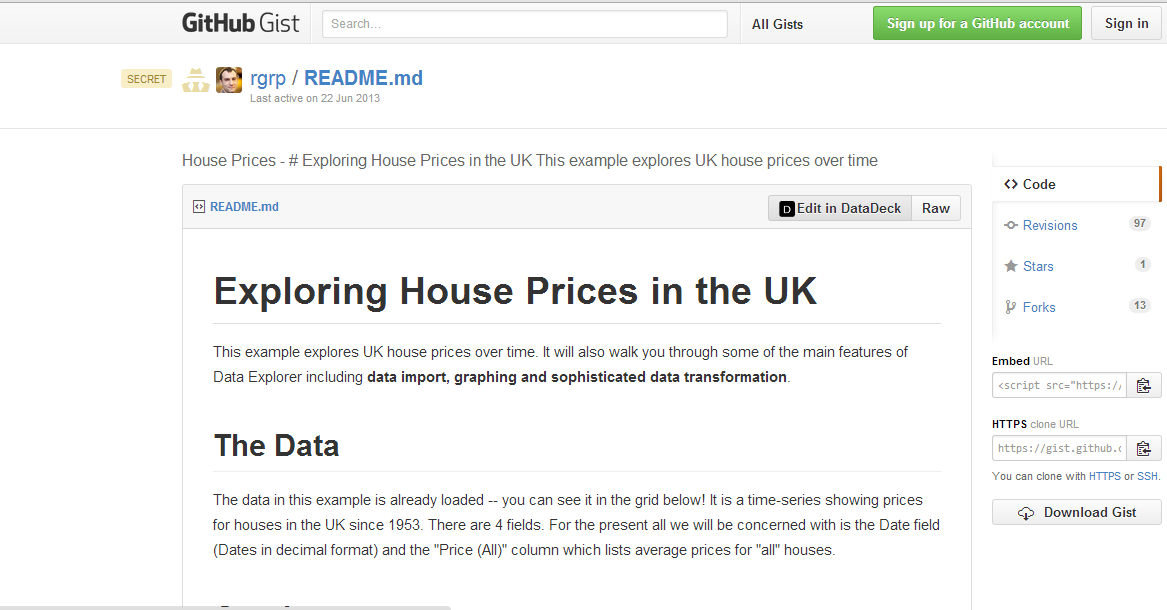 GitHub Gist
Search...
All Gists
Sign up for a GitHub account
Sign in
SECRET
rgrp / README.md
Last active on 22 Jun 2013
House Prices - # Exploring House Prices in the UK This example explores UK house prices over time
README.md
Edit in DataDeck
Raw
Exploring House Prices in the UK
This example explores UK house prices over time. It will also walk you through some of the main features of
Data Explorer including data import, graphing and sophisticated data transformation.
The Data
The data in this example is already loaded -- you can see it in the grid below! It is a time-series showing prices
for houses in the UK since 1953. There are 4 fields. For the present all we will be concerned with is the Date field
(Dates in decimal format) and the "Price (All)" column which lists average prices for "all" houses.
Code
Revisions 97
Stars 1
Forks 13
Embed URL
<script src="https:/
HTTPS clone URL
https://gist.github.c
You can clone with HTTPS or SSH.
Download Gist